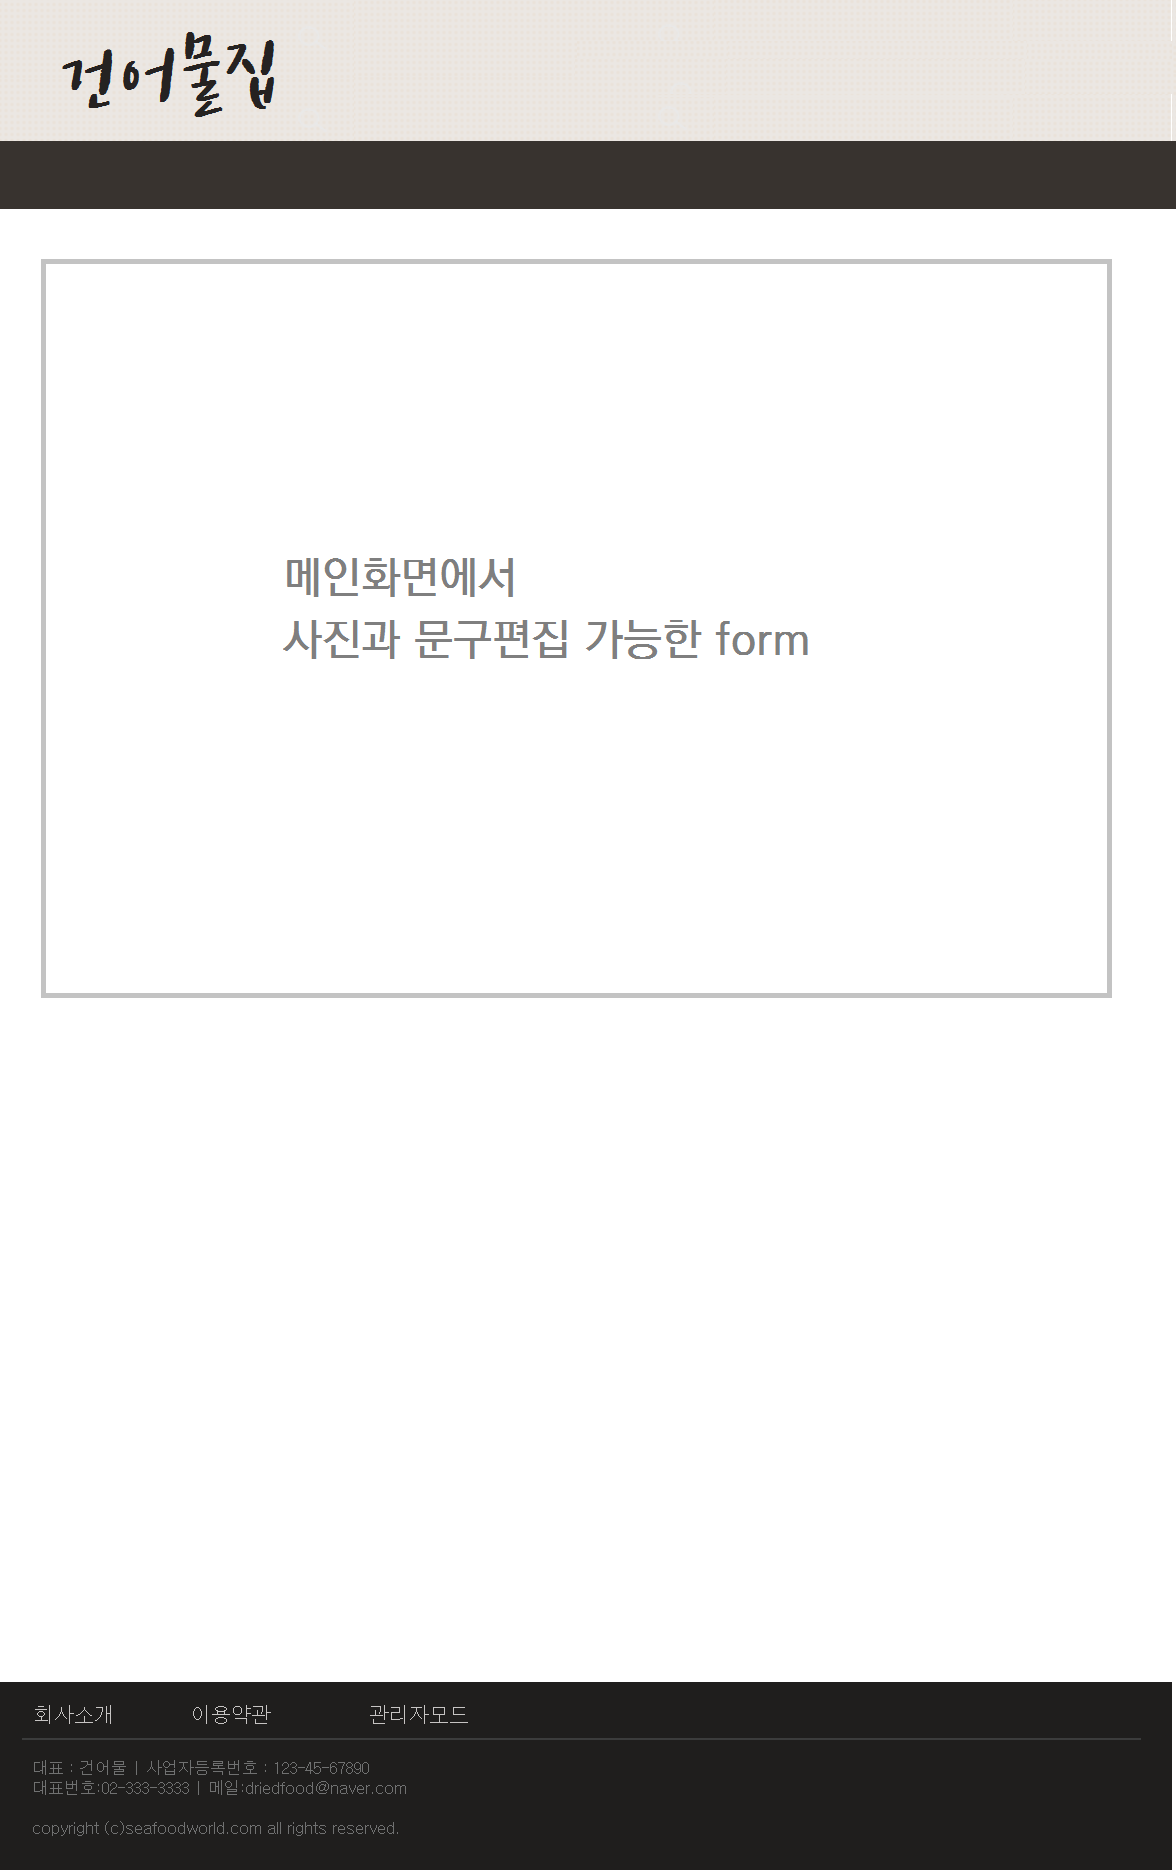 건어물집
메인화면에서
사진과 문구편집 가능한 form
회사소개 이용약관 관리자모드
대표 : 건어물 | 사업자등록번호 : 123-45-67890
대표번호:02-333-3333 | 메일:driedfood@naver.com
copyright (c)seafoodworld.com all rights reserved.